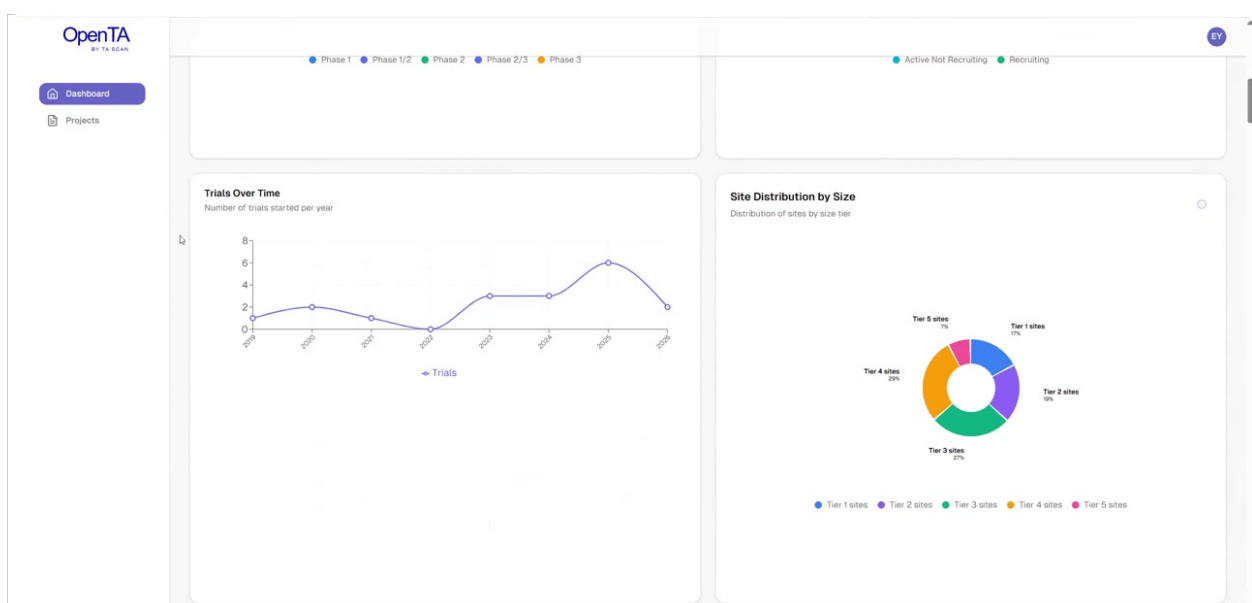 OpenTA
BY TA SCAN
EY
Dashboard
Projects
Phase 1 Phase 1/2 Phase 2 Phase 2/3 Phase 3
Active Not Recruiting Recruiting
Trials Over Time
Number of trials started per year
8
6
4
2
0
2019 2020 2021 2022 2023 2024 2025 2026
Trials
Site Distribution by Size
Distribution of sites by size tier
Tier 5 sites
7%
Tier 1 sites
17%
Tier 4 sites
29%
Tier 2 sites
19%
Tier 3 sites
27%
Tier 1 sites Tier 2 sites Tier 3 sites Tier 4 sites Tier 5 sites